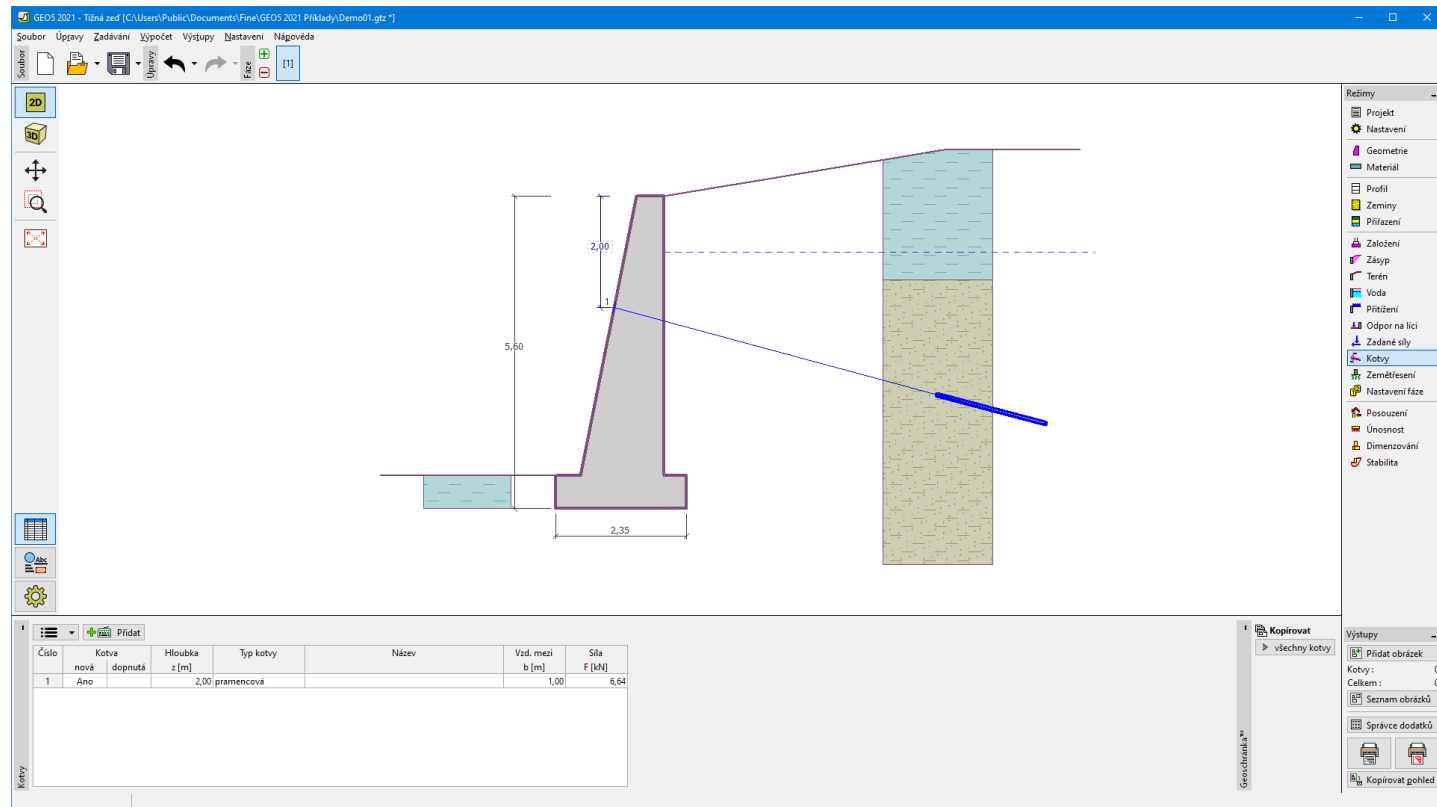 GEO5 2021 - Tížná zeď [C:\Users\Public\Documents\Fine\GEO5 2021 Příklady\Demo01.gtz *]
Soubor Úpravy Zadávání Výpočet Výstupy Nastavení Nápověda
Soubor
Úpravy
Fáze
[1]
2D
3D
2,00
1
5,60
2,35
Režimy
Projekt
Nastavení
Geometrie
Materiál
Profil
Zeminy
Přiřazení
Založení
Zásyp
Terén
Voda
Přitížení
Odpor na líci
Zadané síly
Kotvy
Zemětřesení
Nastavení fáze
Posouzení
Únosnost
Dimenzování
Stabilita
Abc
Přidat
Číslo Kotva Hloubka Typ kotvy Název Vzd. mezi Síla
nová dopnutá z [m] b [m] F [kN]
1 Ano 2,00 pramencová 1,00 6,64
Kotvy
Geoschránka™
Kopírovat
všechny kotvy
Výstupy
Přidat obrázek
Kotvy : 0
Celkem : 0
Seznam obrázků
Správce dodatků
Kopírovat pohled